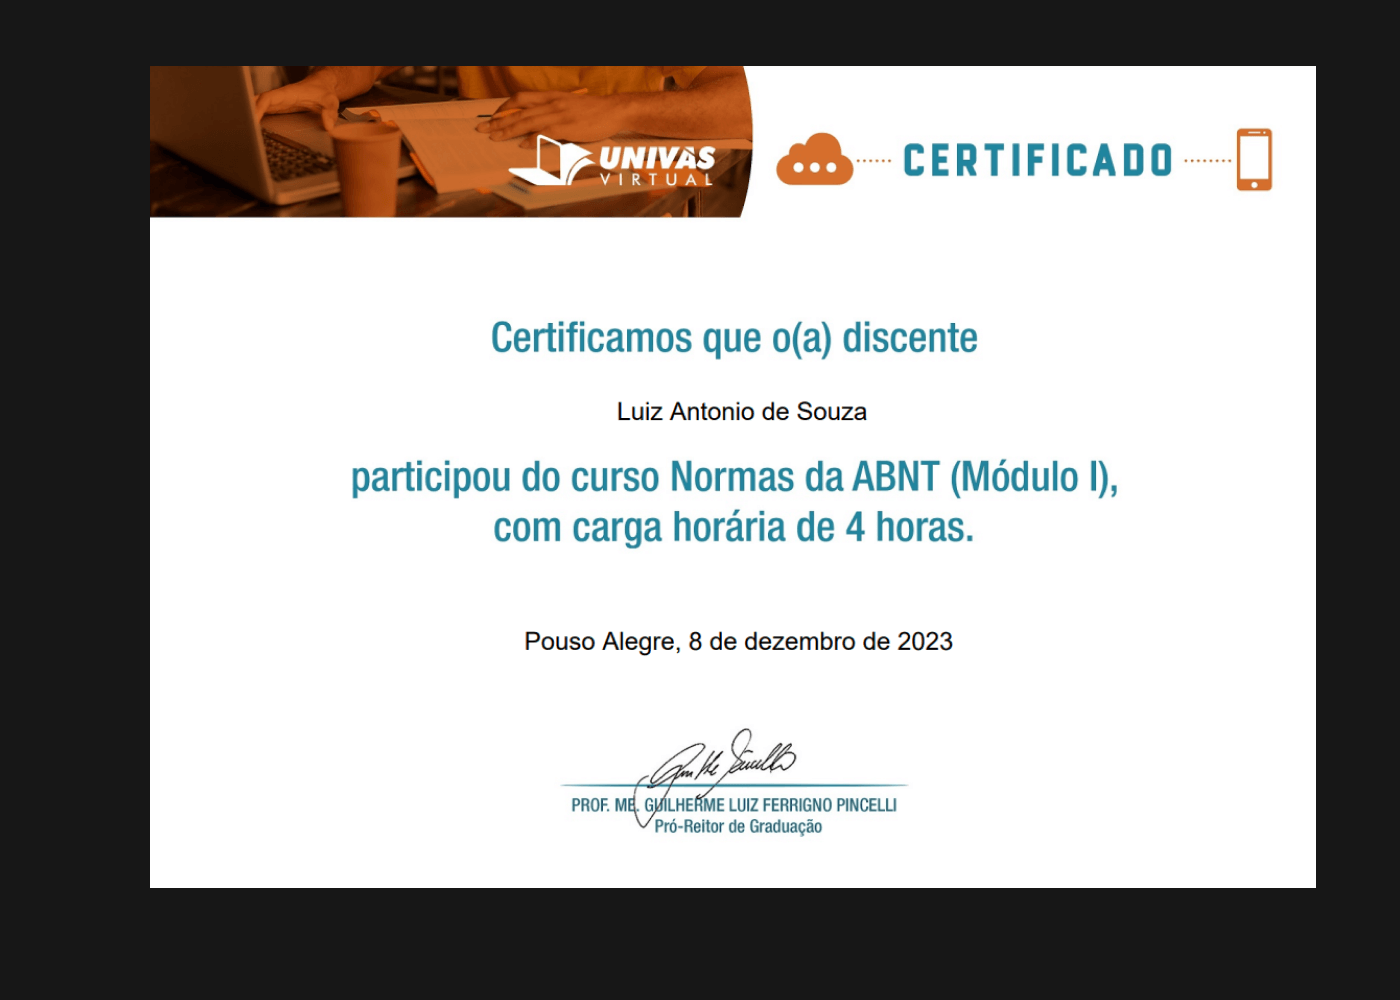 UNIVÁS
VIRTUAL
CERTIFICADO
Certificamos que o(a) discente
Luiz Antonio de Souza
participou do curso Normas da ABNT (Módulo I),
com carga horária de 4 horas.
Pouso Alegre, 8 de dezembro de 2023
PROF. ME. GUILHERME LUIZ FERRIGNO PINCELLI
Pró-Reitor de Graduação